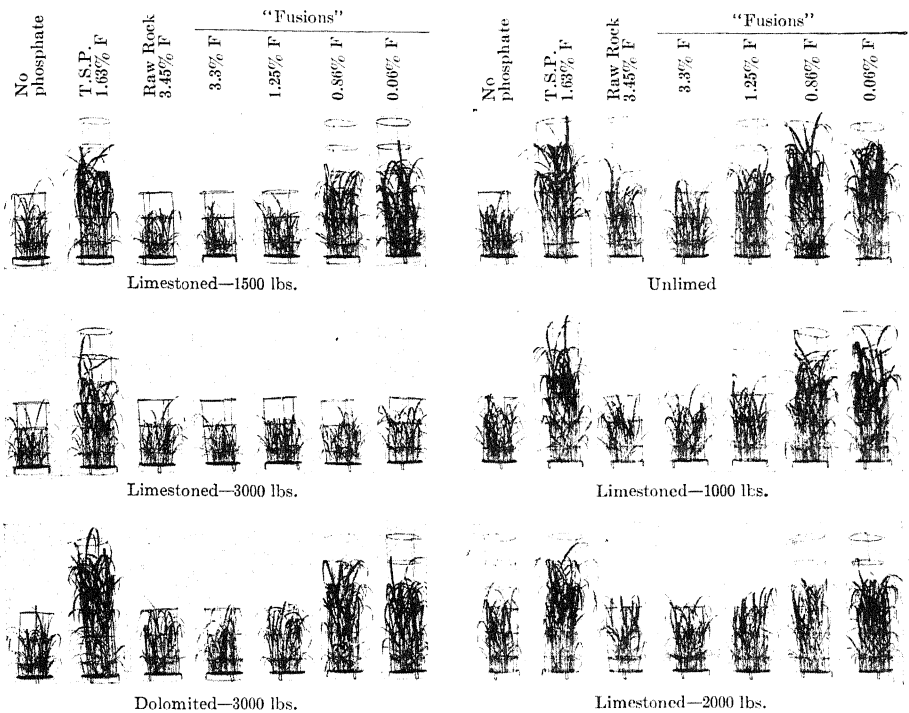 "Fusions"
No phosphate
T.S.P. 1.63% F
Raw Rock 3.45% F
3.3% F
1.25% F
0.86% F
0.06% F
"Fusions"
No phosphate
T.S.P. 1.63% F
Raw Rock 3.45% F
3.3% F
1.25% F
0.86% F
0.06% F
Limestoned—1500 lbs.
Unlimed
Limestoned—3000 lbs.
Limestoned—1000 lbs.
Dolomited—3000 lbs.
Limestoned—2000 lbs.